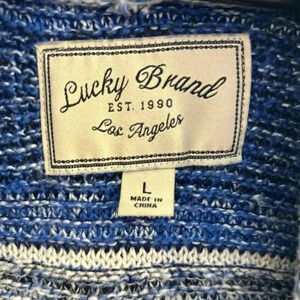 Lucky Brand
EST. 1990
Los Angeles
L
MADE IN
CHINA